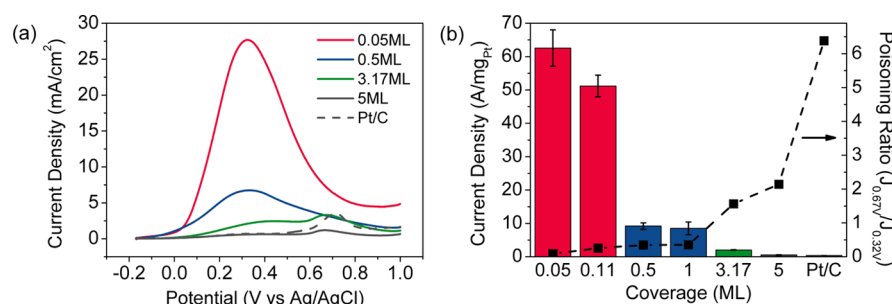 (a)
30
25
20
15
10
5
0
Current Density (mA/cm²)
0.05ML
0.5ML
3.17ML
5ML
Pt/C
-0.2 0.0 0.2 0.4 0.6 0.8 1.0
Potential (V vs Ag/AgCl)
(b)
70
60
50
40
30
20
10
0
Current Density (A/mgPt)
6
5
4
3
2
1
0
Poisoning Ratio (J0.67V/J0.32V)
0.05 0.11 0.5 1 3.17 5 Pt/C
Coverage (ML)